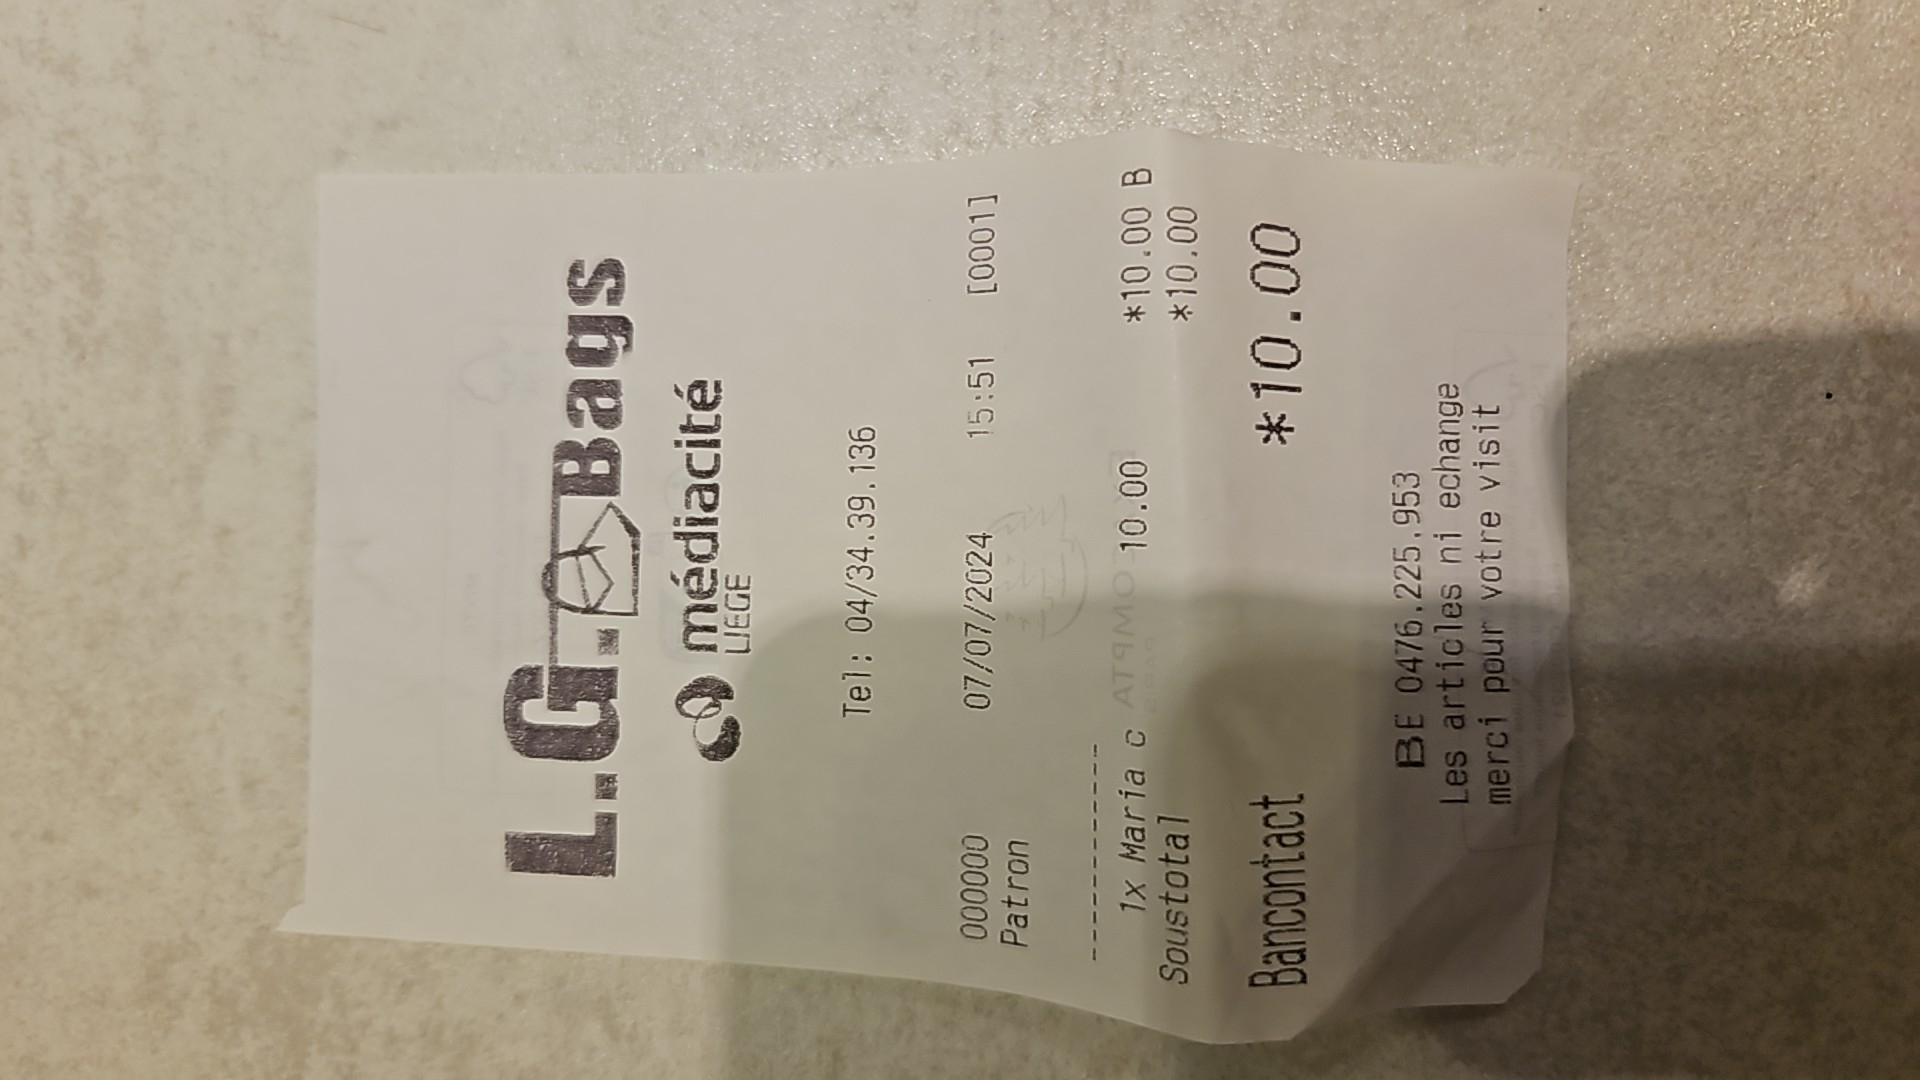 L.G. Bags
médiacité
LIEGE
Tel: 04/34.39.136
000000 07/07/2024 15:51 [0001]
Patron
--------------
1x Maria c 10.00 *10.00 B
Soustotal *10.00
Bancontact *10.00
BE 0476.225.953
Les articles ni echange
merci pour votre visit